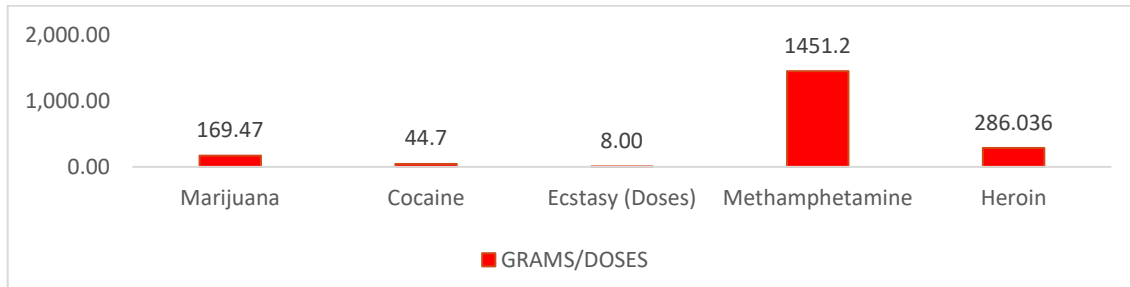 2,000.00
1451.2
1,000.00
169.47 44.7 8.00 286.036
0.00
Marijuana Cocaine Ecstasy (Doses) Methamphetamine Heroin
GRAMS/DOSES